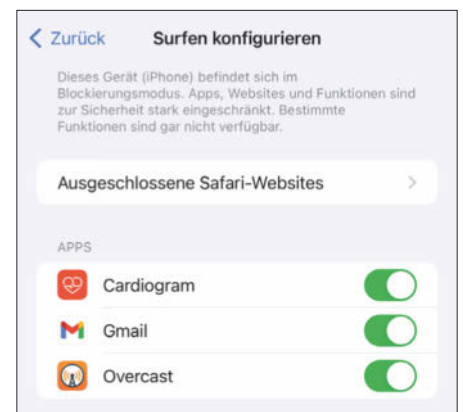 Zurück
Surfen konfigurieren
Dieses Gerät (iPhone) befindet sich im
Blockierungsmodus. Apps, Websites und Funktionen sind
zur Sicherheit stark eingeschränkt. Bestimmte
Funktionen sind gar nicht verfügbar.
Ausgeschlossene Safari-Websites
APPS
Cardiogram
Gmail
Overcast